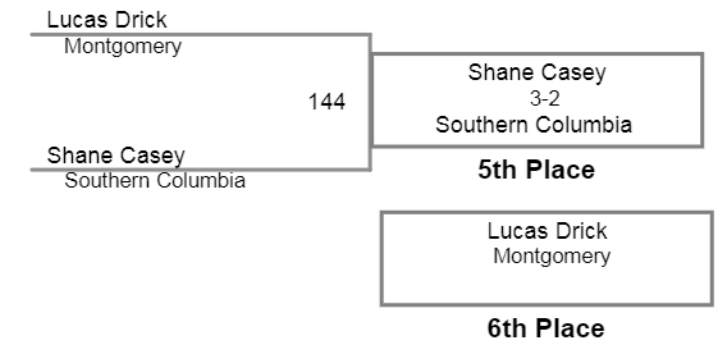 Lucas Drick
Montgomery
144
Shane Casey
Southern Columbia
Shane Casey
3-2
Southern Columbia
5th Place
Lucas Drick
Montgomery
6th Place